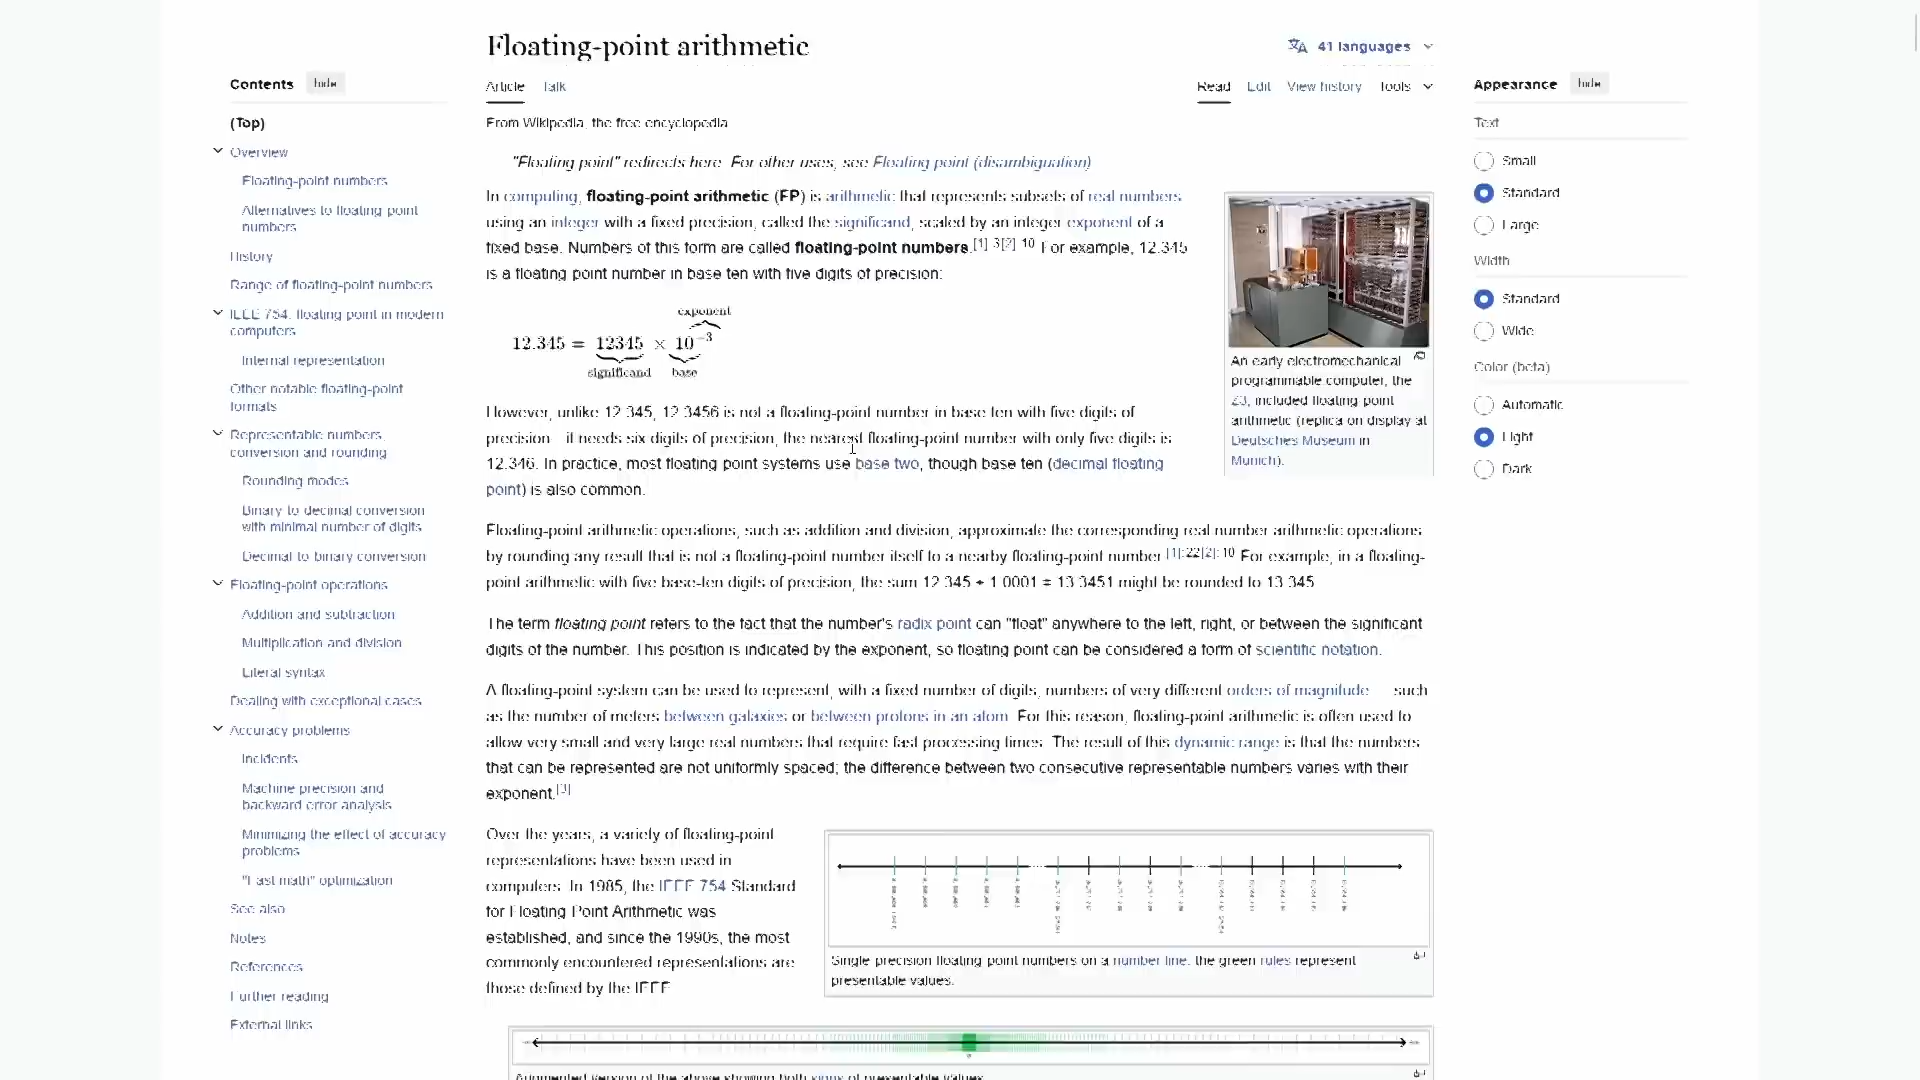 Floating-point arithmetic
41 languages
Contents hide
Article Talk
Read Edit View history Tools
Appearance hide
From Wikipedia, the free encyclopedia
(Top)
Overview
Floating-point numbers
Alternatives to floating-point
numbers
History
Range of floating-point numbers
IEEE 754: floating point in modern
computers
Internal representation
Other notable floating-point
formats
Representable numbers,
conversion and rounding
Rounding modes
Binary-to-decimal conversion
with minimal number of digits
Decimal-to-binary conversion
Floating-point operations
Addition and subtraction
Multiplication and division
Literal syntax
Dealing with exceptional cases
Accuracy problems
Incidents
Machine precision and
backward error analysis
Minimizing the effect of accuracy
problems
"Fast math" optimization
See also
Notes
References
Further reading
External links
"Floating point" redirects here. For other uses, see Floating point (disambiguation)
In computing, floating-point arithmetic (FP) is arithmetic that represents subsets of real numbers
using an integer with a fixed precision, called the significand, scaled by an integer exponent of a
fixed base. Numbers of this form are called floating-point numbers.[1]:3[2]:10 For example, 12.345
is a floating-point number in base ten with five digits of precision:
exponent
12.345 = 12345 × 10−3
significand base
However, unlike 12.345, 12.3456 is not a floating-point number in base ten with five digits of
precision—it needs six digits of precision; the nearest floating-point number with only five digits is
12.346. In practice, most floating-point systems use base two, though base ten (decimal floating
point) is also common.
Floating-point arithmetic operations, such as addition and division, approximate the corresponding real number arithmetic operations
by rounding any result that is not a floating-point number itself to a nearby floating-point number.[1]:22[2]:10 For example, in a floating-
point arithmetic with five base-ten digits of precision, the sum 12.345 + 1.0001 = 13.3451 might be rounded to 13.345.
The term floating point refers to the fact that the number's radix point can "float" anywhere to the left, right, or between the significant
digits of the number. This position is indicated by the exponent, so floating point can be considered a form of scientific notation.
A floating-point system can be used to represent, with a fixed number of digits, numbers of very different orders of magnitude — such
as the number of meters between galaxies or between protons in an atom. For this reason, floating-point arithmetic is often used to
allow very small and very large real numbers that require fast processing times. The result of this dynamic range is that the numbers
that can be represented are not uniformly spaced; the difference between two consecutive representable numbers varies with their
exponent.[3]
Over the years, a variety of floating-point
representations have been used in
computers. In 1985, the IEEE 754 Standard
for Floating-Point Arithmetic was
established, and since the 1990s, the most
commonly encountered representations are
those defined by the IEEE.
An early electromechanical
programmable computer, the
Z3, included floating-point
arithmetic (replica on display at
Deutsches Museum in
Munich).
Single-precision floating-point numbers on a number line: the green rules represent
presentable values.
Augmented version of the above showing both signs of presentable values
Text
Small
Standard
Large
Width
Standard
Wide
Color (beta)
Automatic
Light
Dark